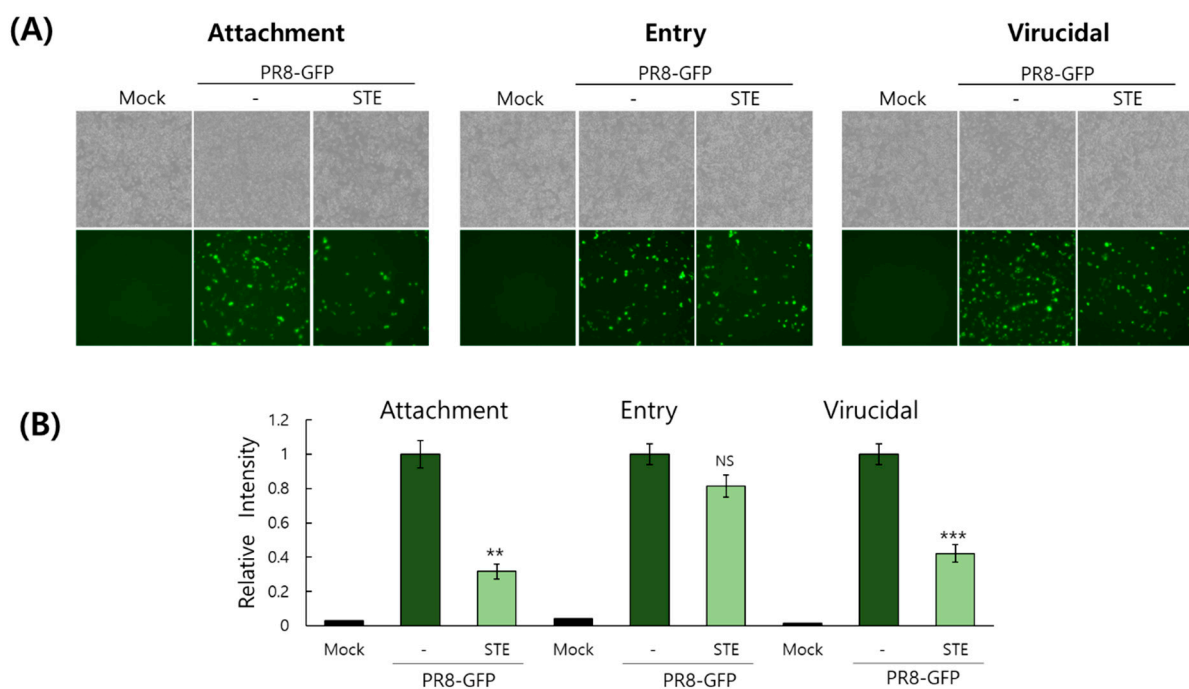 (A)
Attachment Entry Virucidal
PR8-GFP PR8-GFP PR8-GFP
Mock - STE Mock - STE Mock - STE
(B)
Attachment Entry Virucidal
Relative Intensity
1.2
1
0.8
0.6
0.4
0.2
0
** NS ***
Mock - STE Mock - STE Mock - STE
PR8-GFP PR8-GFP PR8-GFP